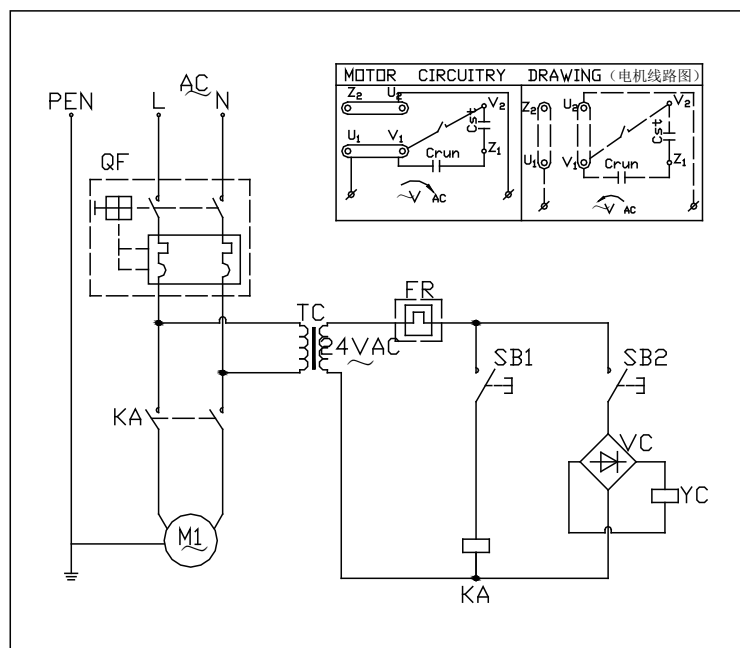 MOTOR CIRCUITRY DRAWING (电机线路图)
Z2 U2 V2
Cst
U1 V1 Z1
Crun
V AC
Z2 U2 V2
Cst
U1 V1 Z1
Crun
V AC
AC
PEN L N
QF
TC FR
24VAC
SB1 SB2
KA
VC
YC
M1
KA